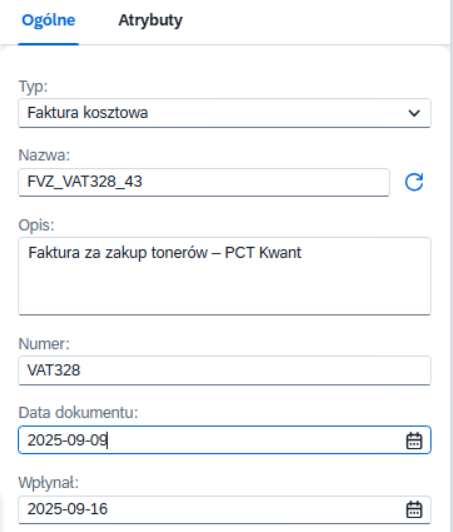 Ogólne Atrybuty
Typ:
Faktura kosztowa
Nazwa:
FVZ_VAT328_43
Opis:
Faktura za zakup tonerów – PCT Kwant
Numer:
VAT328
Data dokumentu:
2025-09-09
Wpłynął:
2025-09-16